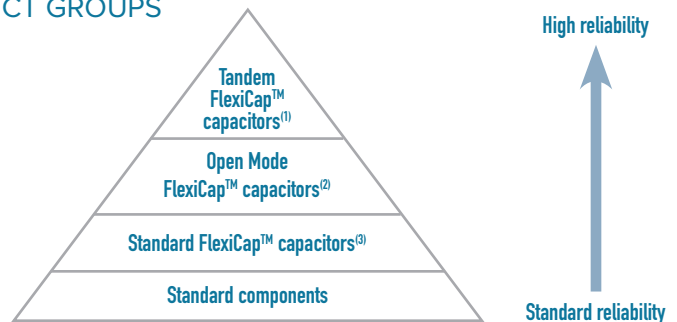 CT GROUPS
High reliability
Tandem
FlexiCap™
capacitors(1)
Open Mode
FlexiCap™ capacitors(2)
Standard FlexiCap™ capacitors(3)
Standard components
Standard reliability